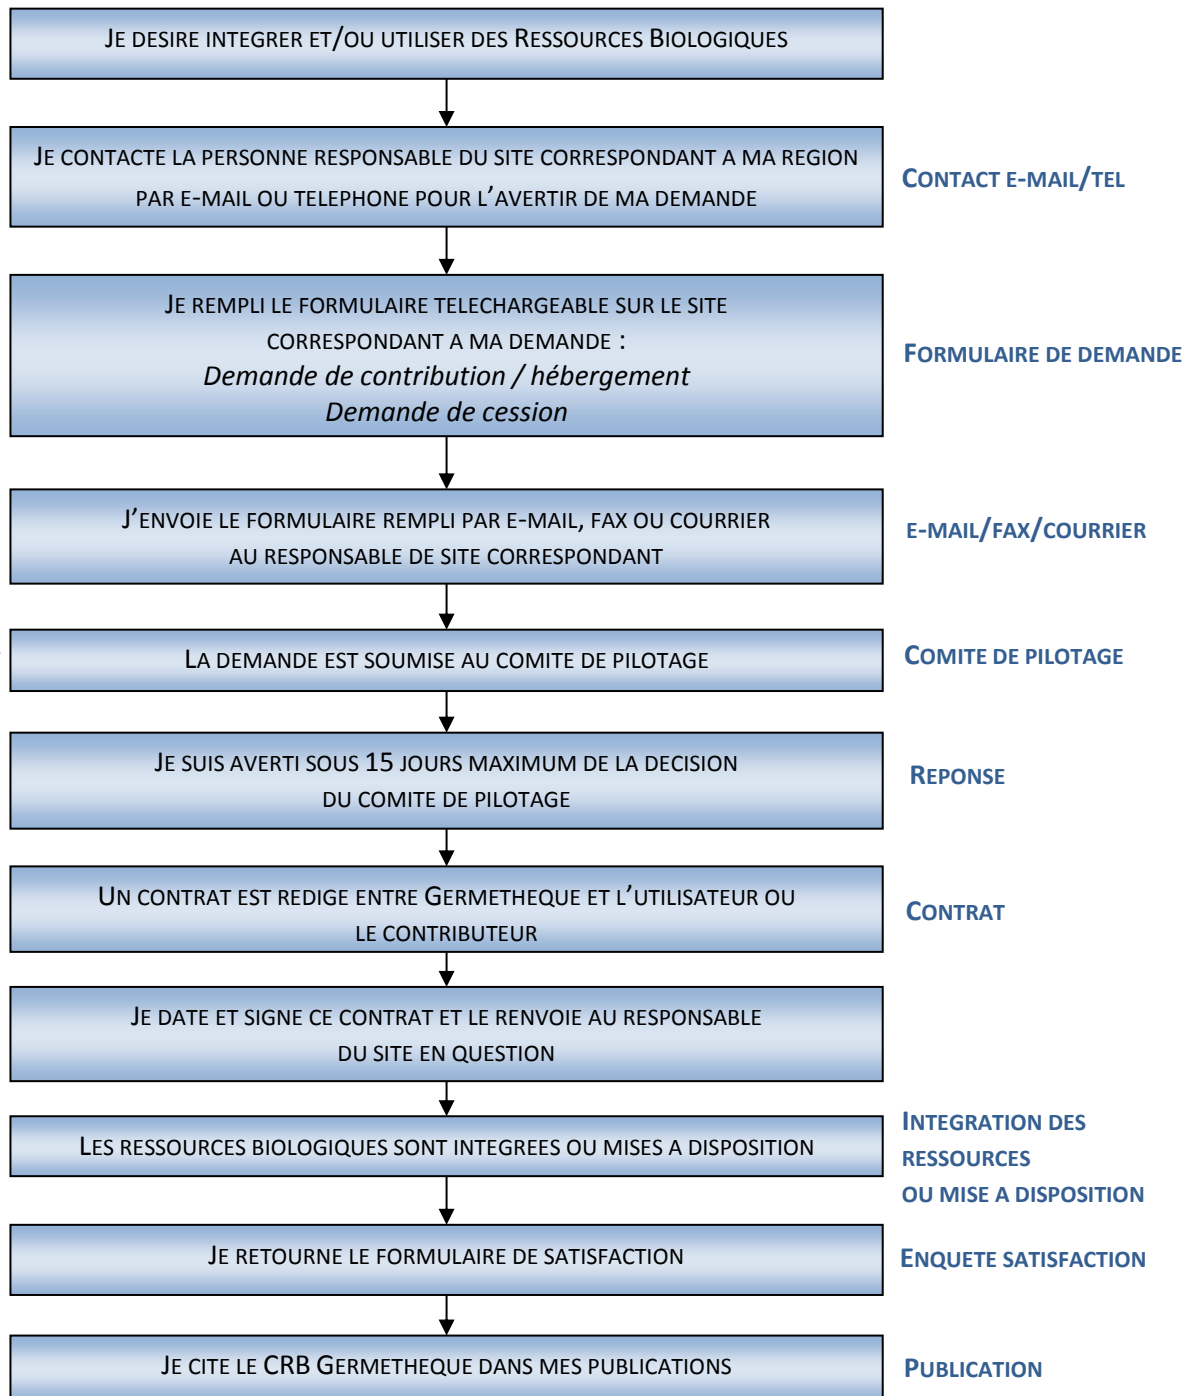 JE DESIRE INTEGRER ET/OU UTILISER DES RESSOURCES BIOLOGIQUES
JE CONTACTE LA PERSONNE RESPONSABLE DU SITE CORRESPONDANT A MA REGION
PAR E-MAIL OU TELEPHONE POUR L’AVERTIR DE MA DEMANDE
CONTACT E-MAIL/TEL
JE REMPLI LE FORMULAIRE TELECHARGEABLE SUR LE SITE
CORRESPONDANT A MA DEMANDE :
Demande de contribution / hébergement
Demande de cession
FORMULAIRE DE DEMANDE
J’ENVOIE LE FORMULAIRE REMPLI PAR E-MAIL, FAX OU COURRIER
AU RESPONSABLE DE SITE CORRESPONDANT
E-MAIL/FAX/COURRIER
LA DEMANDE EST SOUMISE AU COMITE DE PILOTAGE
COMITE DE PILOTAGE
JE SUIS AVERTI SOUS 15 JOURS MAXIMUM DE LA DECISION
DU COMITE DE PILOTAGE
REPONSE
UN CONTRAT EST REDIGE ENTRE GERMETHEQUE ET L’UTILISATEUR OU
LE CONTRIBUTEUR
CONTRAT
JE DATE ET SIGNE CE CONTRAT ET LE RENVOIE AU RESPONSABLE
DU SITE EN QUESTION
LES RESSOURCES BIOLOGIQUES SONT INTEGREES OU MISES A DISPOSITION
INTEGRATION DES
RESSOURCES
OU MISE A DISPOSITION
JE RETOURNE LE FORMULAIRE DE SATISFACTION
ENQUETE SATISFACTION
JE CITE LE CRB GERMETHEQUE DANS MES PUBLICATIONS
PUBLICATION